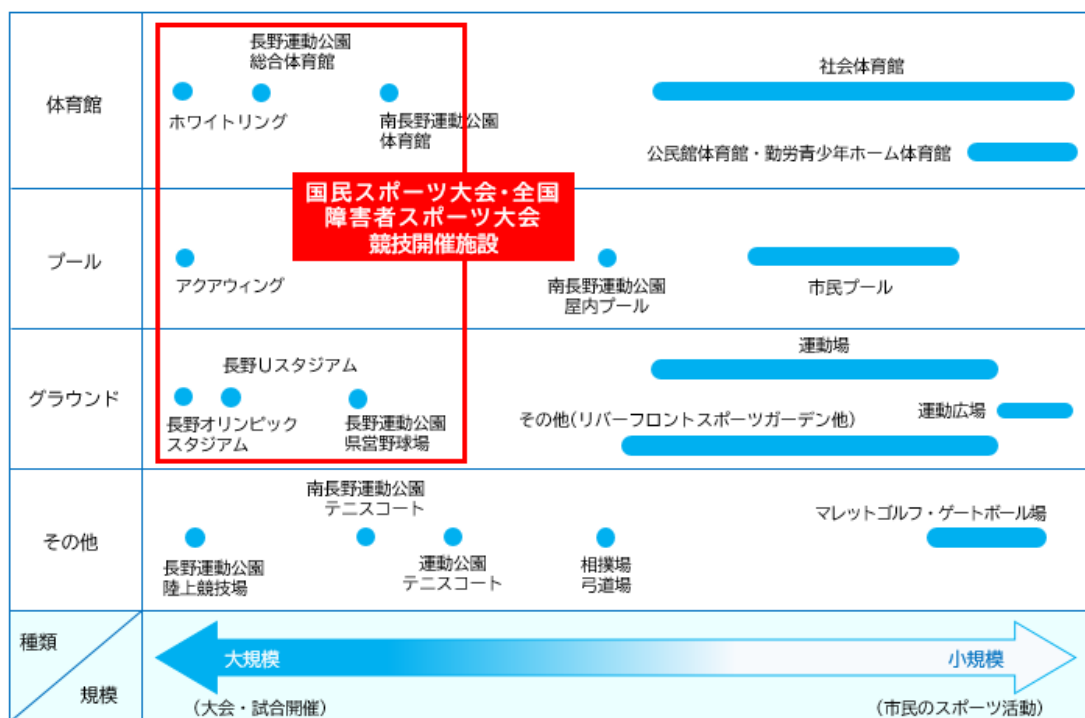 体育館
長野運動公園
総合体育館
ホワイトリング
南長野運動公園
体育館
社会体育館
公民館体育館・勤労青少年ホーム体育館
国民スポーツ大会・全国
障害者スポーツ大会
競技開催施設
プール
アクアウィング
南長野運動公園
屋内プール
市民プール
グラウンド
長野Uスタジアム
長野オリンピック
スタジアム
長野運動公園
県営野球場
運動場
その他(リバーフロントスポーツガーデン他)
運動広場
その他
南長野運動公園
テニスコート
長野運動公園
陸上競技場
運動公園
テニスコート
相撲場
弓道場
マレットゴルフ・ゲートボール場
種類
規模
大規模
小規模
(大会・試合開催)
(市民のスポーツ活動)